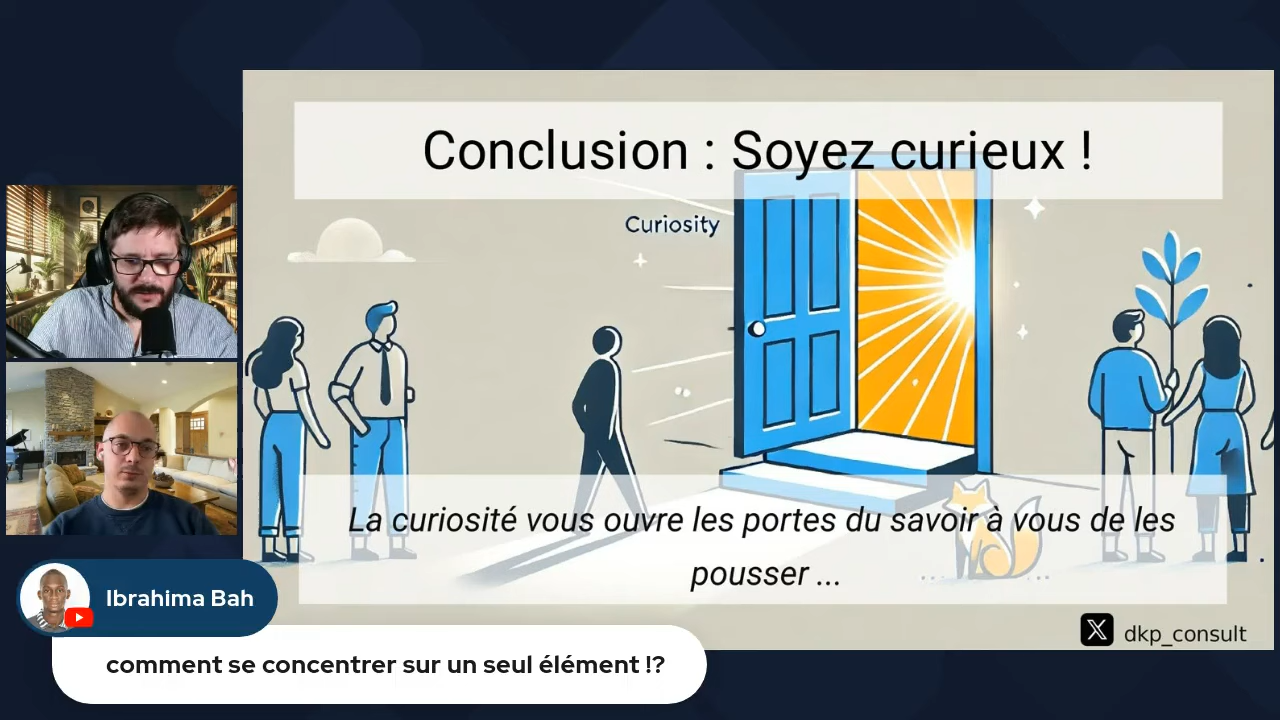 Conclusion : Soyez curieux !
Curiosity
La curiosité vous ouvre les portes du savoir à vous de les
pousser ...
dkp_consult
Ibrahima Bah
comment se concentrer sur un seul élément !?